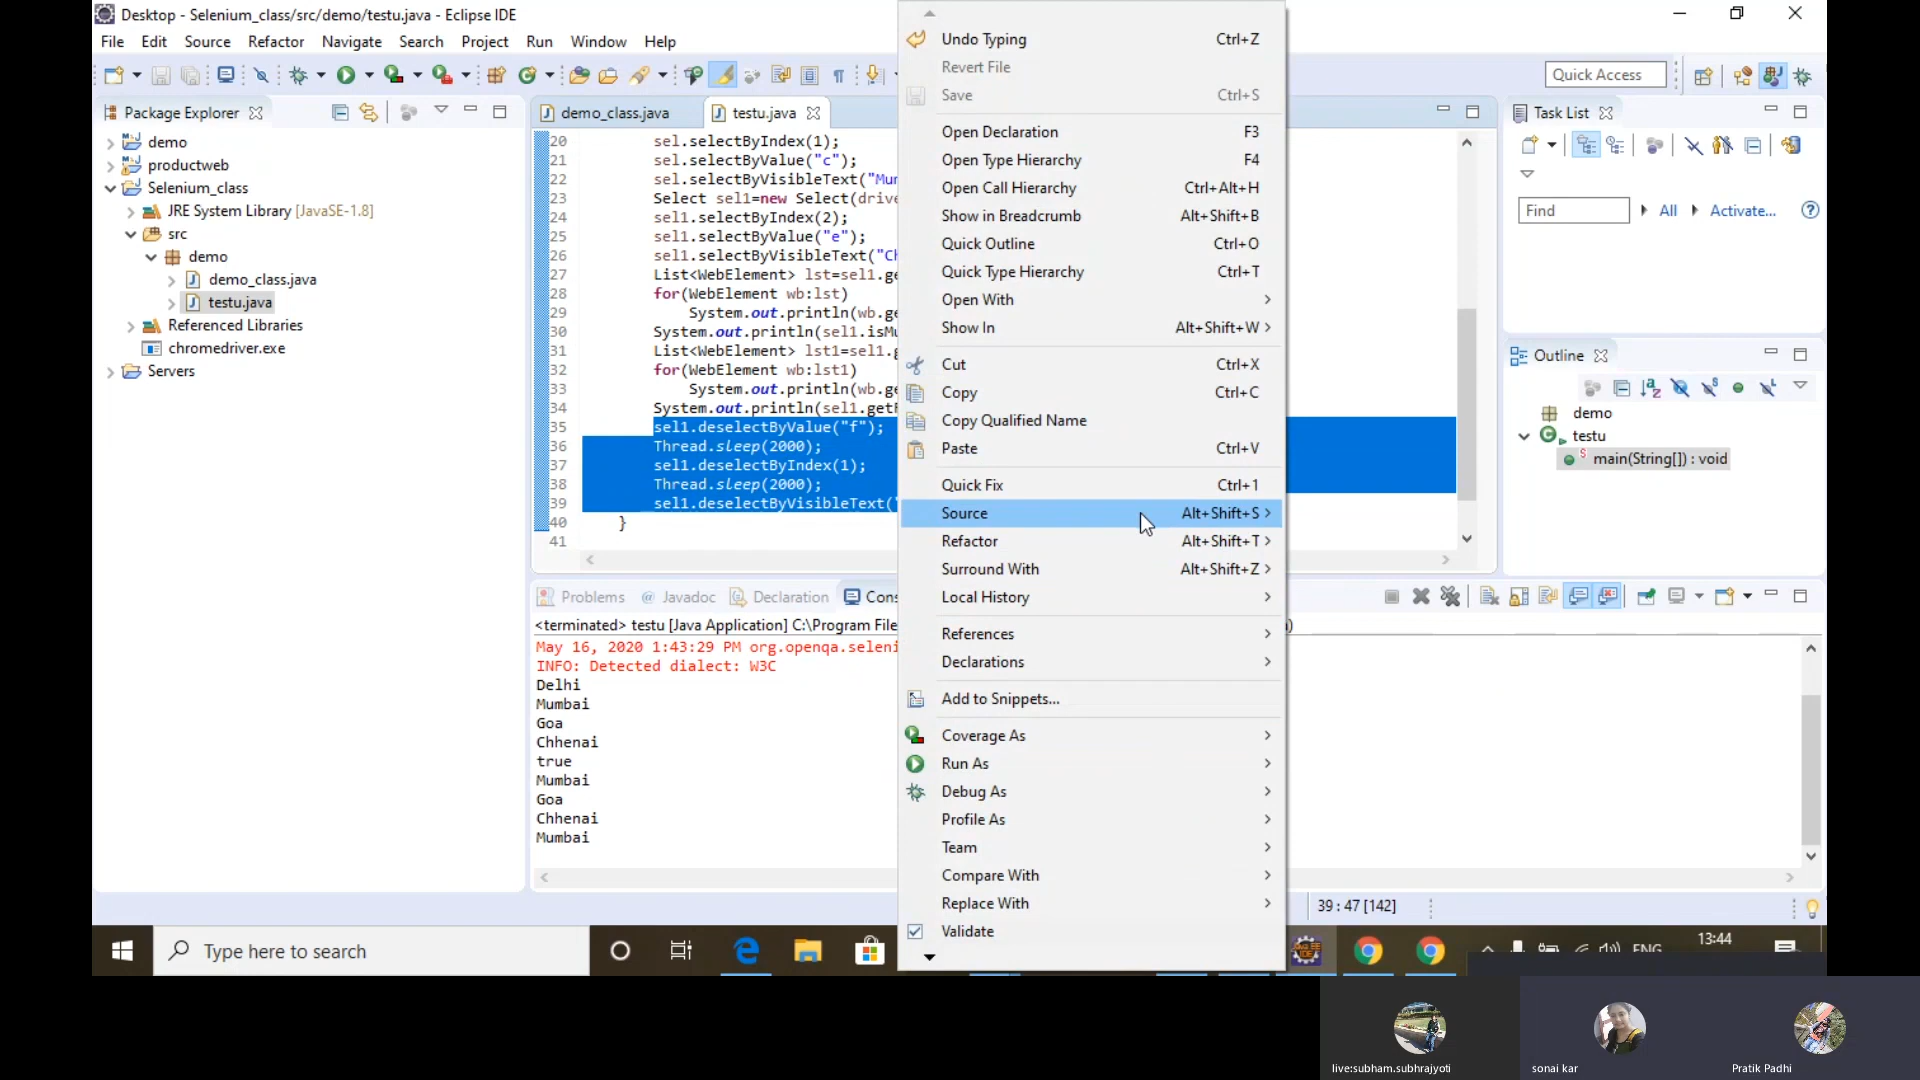 Desktop - Selenium_class/src/demo/testu.java - Eclipse IDE
File Edit Source Refactor Navigate Search Project Run Window Help
Quick Access
Package Explorer
demo
productweb
Selenium_class
JRE System Library [JavaSE-1.8]
src
demo
demo_class.java
testu.java
Referenced Libraries
chromedriver.exe
Servers
demo_class.java testu.java
20 sel.selectByIndex(1);
21 sel.selectByValue("c");
22 sel.selectByVisibleText("Mu
23 Select sel1=new Select(drive
24 sel1.selectByIndex(2);
25 sel1.selectByValue("e");
26 sel1.selectByVisibleText("Ch
27 List<WebElement> lst=sel1.ge
28 for(WebElement wb:lst)
29 System.out.println(wb.ge
30 System.out.println(sel1.isMu
31 List<WebElement> lst1=sel1.g
32 for(WebElement wb:lst1)
33 System.out.println(wb.ge
34 System.out.println(sel1.getF
35 sel1.deselectByValue("f");
36 Thread.sleep(2000);
37 sel1.deselectByIndex(1);
38 Thread.sleep(2000);
39 sel1.deselectByVisibleText("
40 }
41
Undo Typing Ctrl+Z
Revert File
Save Ctrl+S
Open Declaration F3
Open Type Hierarchy F4
Open Call Hierarchy Ctrl+Alt+H
Show in Breadcrumb Alt+Shift+B
Quick Outline Ctrl+O
Quick Type Hierarchy Ctrl+T
Open With
Show In Alt+Shift+W
Cut Ctrl+X
Copy Ctrl+C
Copy Qualified Name
Paste Ctrl+V
Quick Fix Ctrl+1
Source Alt+Shift+S
Refactor Alt+Shift+T
Surround With Alt+Shift+Z
Local History
References
Declarations
Add to Snippets...
Coverage As
Run As
Debug As
Profile As
Team
Compare With
Replace With
Validate
Task List
Find All Activate...
Outline
demo
testu
main(String[]) : void
Problems @ Javadoc Declaration Cons
<terminated> testu [Java Application] C:\Program File
May 16, 2020 1:43:29 PM org.openqa.seleni
INFO: Detected dialect: W3C
Delhi
Mumbai
Goa
Chhenai
true
Mumbai
Goa
Chhenai
Mumbai
39 : 47 [142]
Type here to search
ENG
13:44
live:subham.subhrajyoti
sonai kar
Pratik Padhi